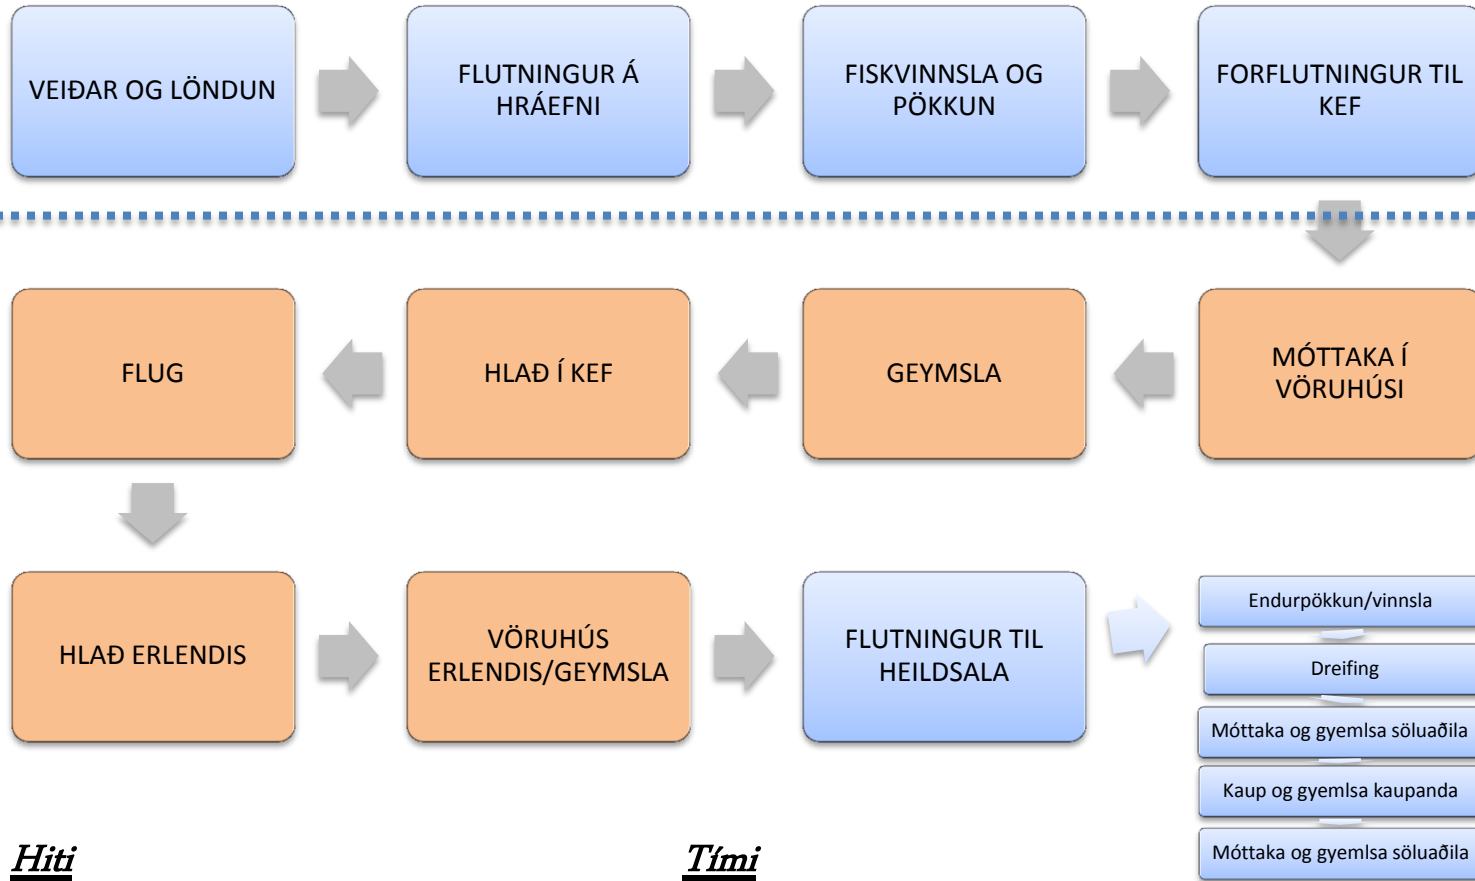 VEIÐAR OG LÖNDUN
FLUTNINGUR Á
HRÁEFNI
FISKVINNSLA OG
PÖKKUN
FORFLUTNINGUR TIL
KEF
MÓTTAKA Í
VÖRUHÚSI
GEYMSLA
HLAÐ Í KEF
FLUG
HLAÐ ERLENDIS
VÖRUHÚS
ERLENDIS/GEYMSLA
FLUTNINGUR TIL
HEILDSALA
Endurpökkun/vinnsla
Dreifing
Móttaka og gyemlsa söluaðila
Kaup og gyemlsa kaupanda
Móttaka og gyemlsa söluaðila
Hiti
Tími